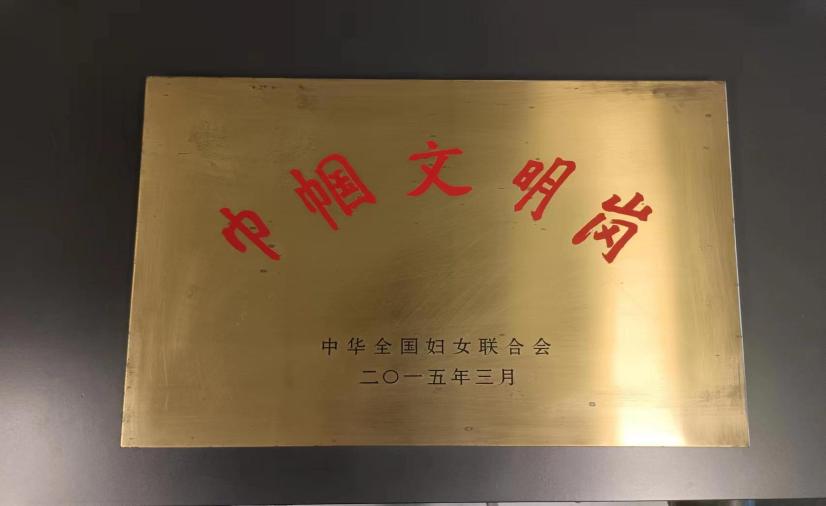 巾帼文明岗
中华全国妇女联合会
二〇一五年三月